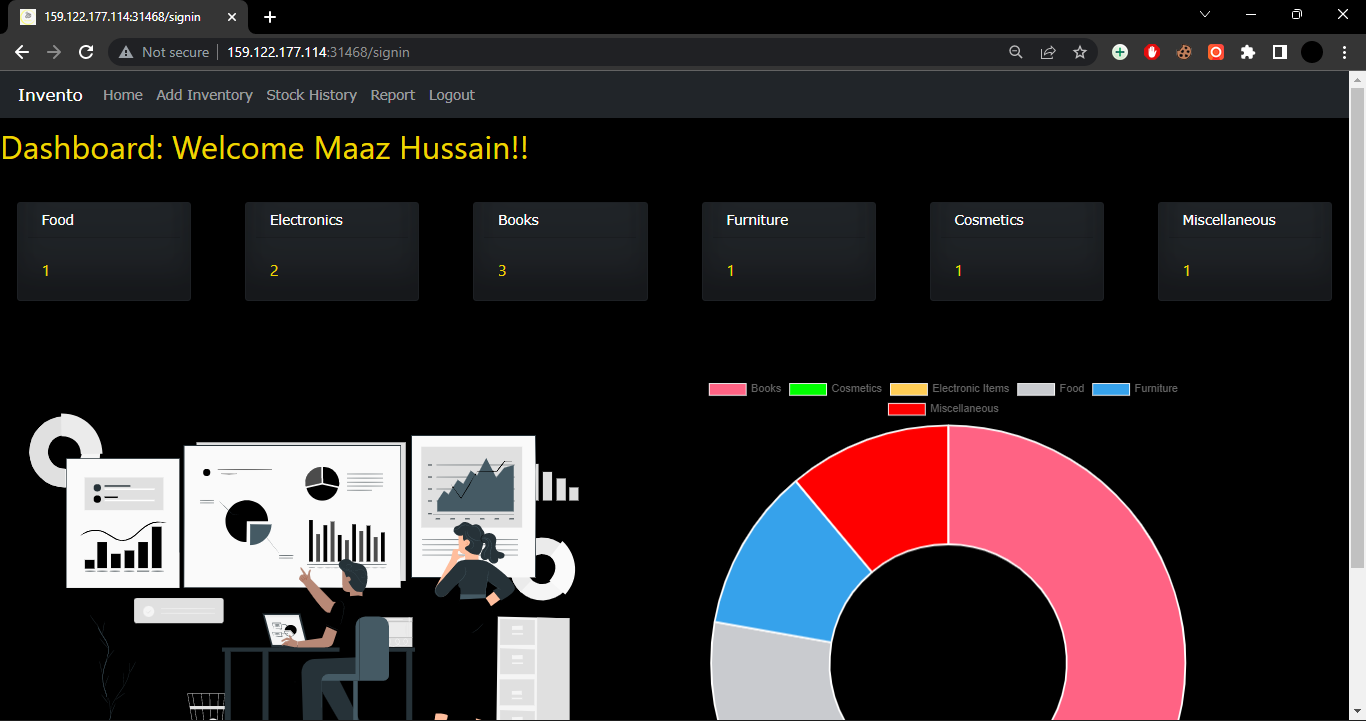 159.122.177.114:31468/signin
Not secure 159.122.177.114:31468/signin
Invento Home Add Inventory Stock History Report Logout
Dashboard: Welcome Maaz Hussain!!
Food Electronics Books Furniture Cosmetics Miscellaneous
1 2 3 1 1 1
Books Cosmetics Electronic Items Food Furniture
Miscellaneous